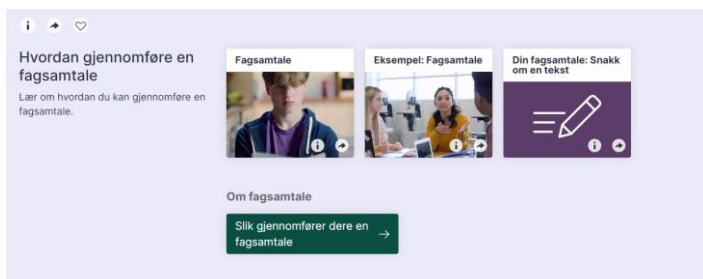 Hvordan gjennomføre en
fagsamtale
Lær om hvordan du kan gjennomføre en
fagsamtale.
Fagsamtale
Eksempel: Fagsamtale
Din fagsamtale: Snakk
om en tekst
Om fagsamtale
Slik gjennomfører dere en
fagsamtale